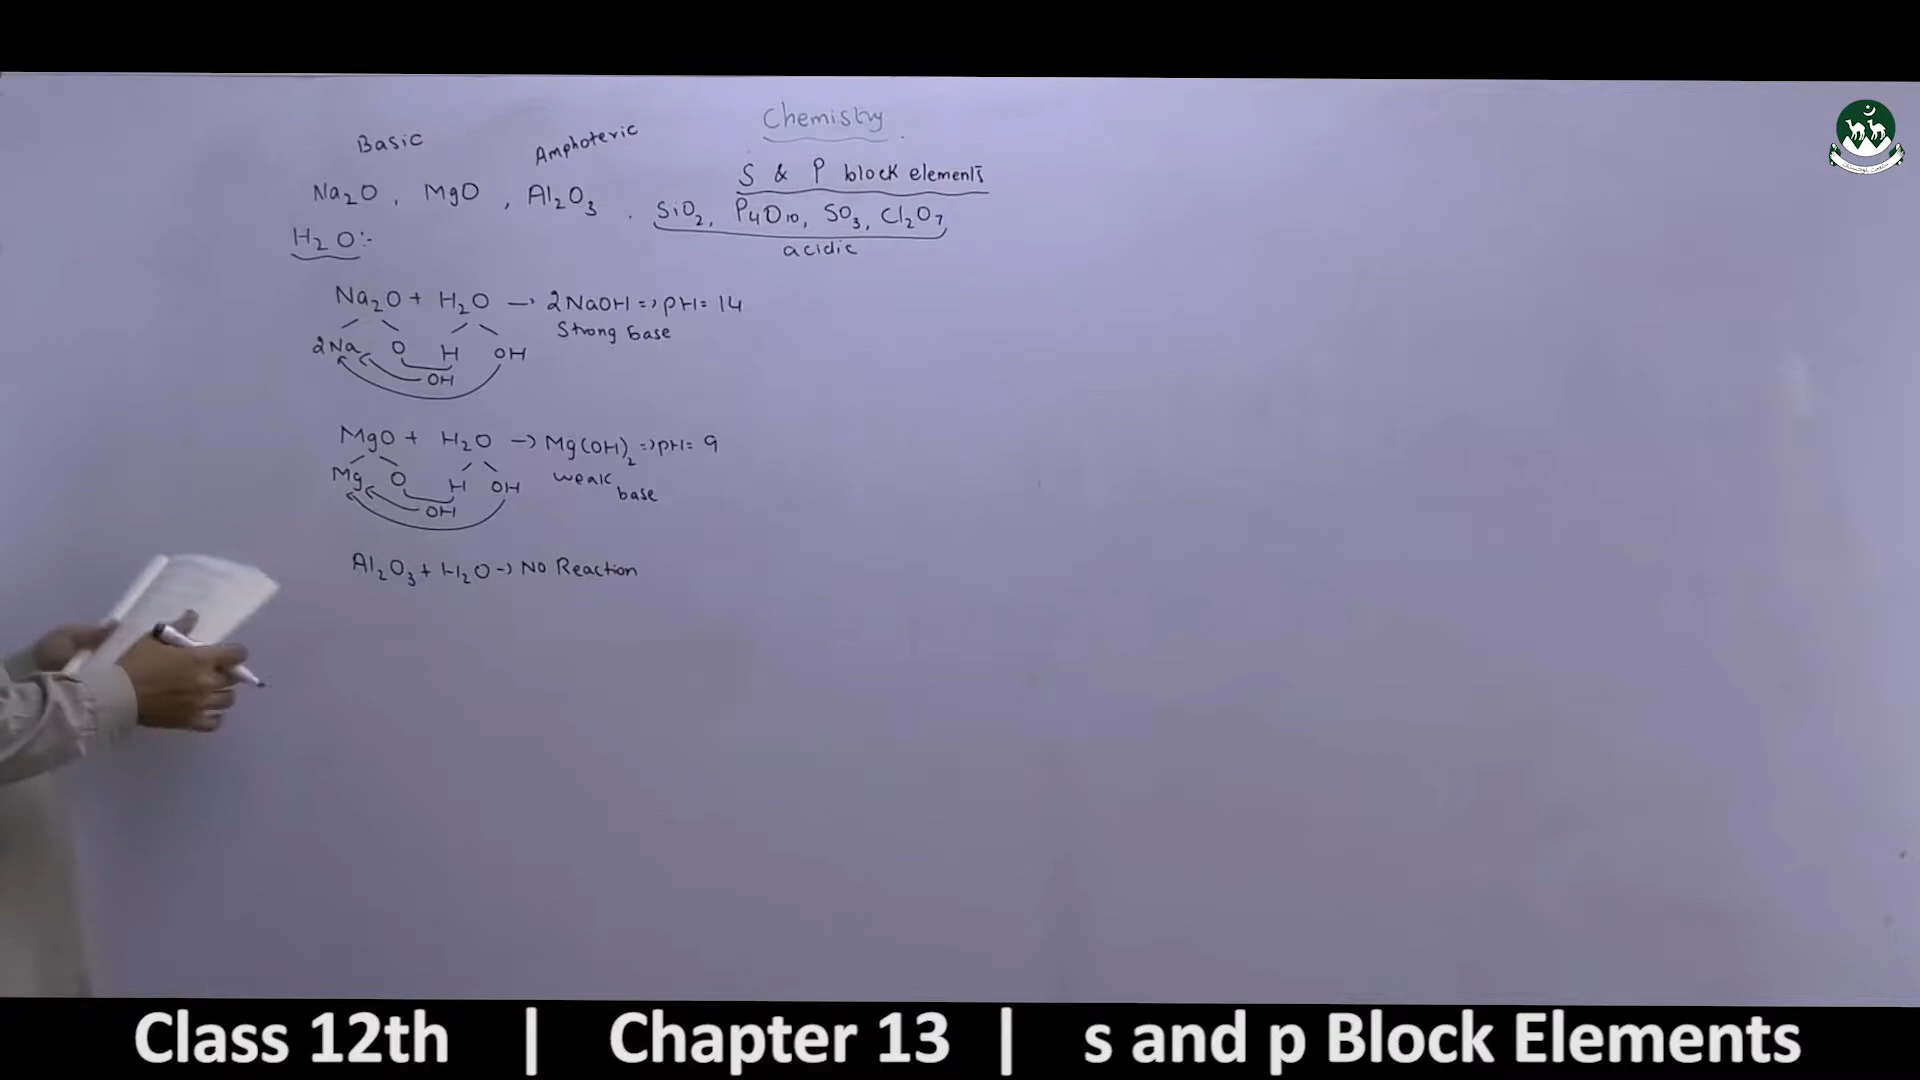 Chemistry
Basic
Amphoteric
S & P block elements
Na₂O, MgO, Al₂O₃, SiO₂, P₄O₁₀, SO₃, Cl₂O₇
acidic
H₂O:-
Na₂O + H₂O → 2NaOH => pH = 14
Strong base
2Na O H OH
OH
MgO + H₂O → Mg(OH)₂ => pH = 9
weak base
Mg O H OH
OH
Al₂O₃ + H₂O → No Reaction
Class 12th | Chapter 13 | s and p Block Elements